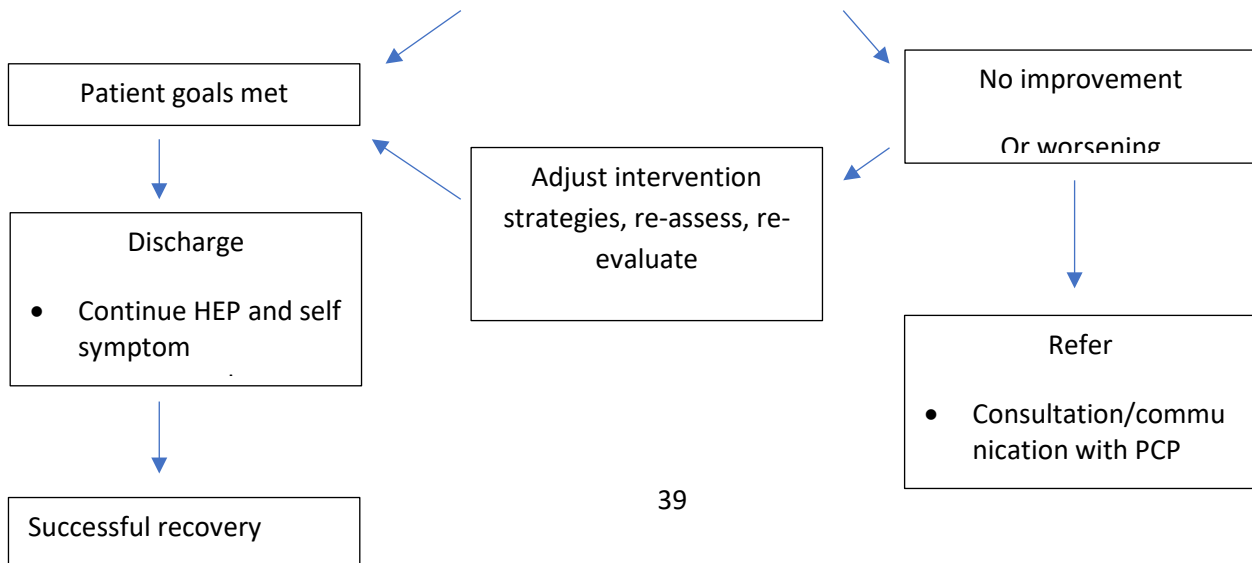 Patient goals met
No improvement
Or worsening
Adjust intervention
strategies, re-assess, re-
evaluate
Discharge
• Continue HEP and self
symptom
Refer
• Consultation/commu
nication with PCP
Successful recovery
39